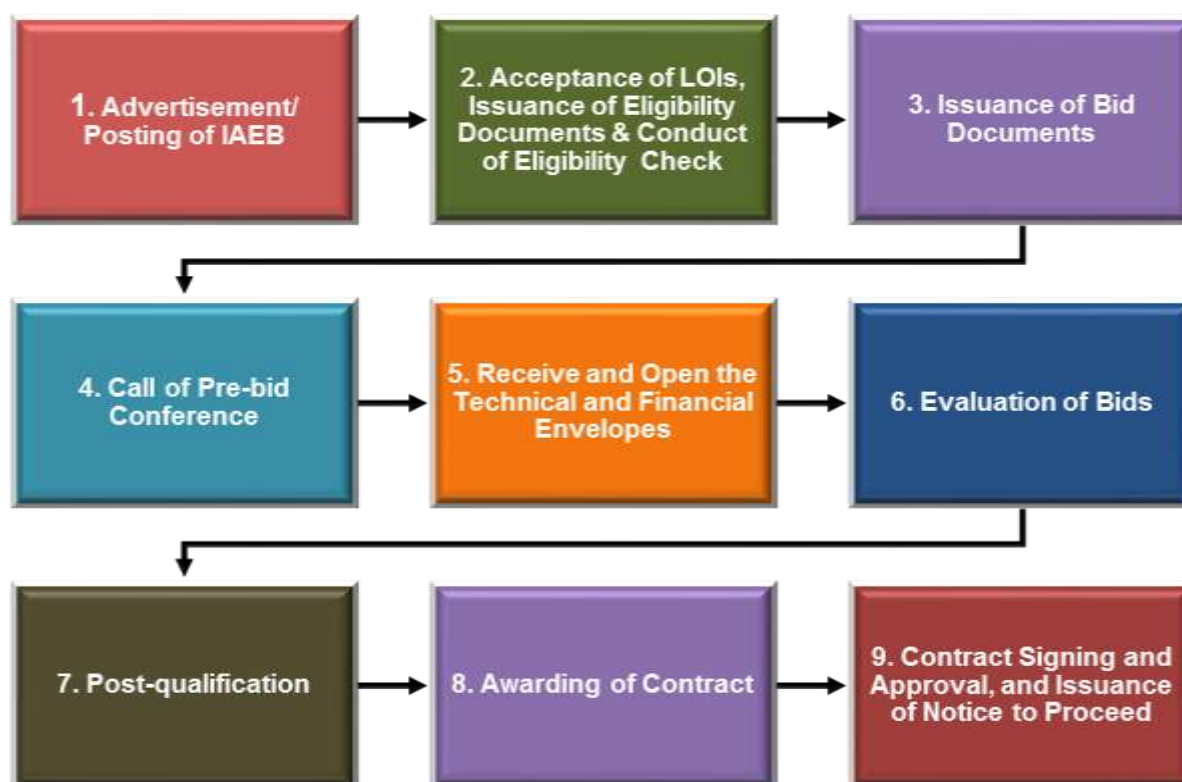 1. Advertisement/
Posting of IAEB
2. Acceptance of LOIs,
Issuance of Eligibility
Documents & Conduct
of Eligibility Check
3. Issuance of Bid
Documents
4. Call of Pre-bid
Conference
5. Receive and Open the
Technical and Financial
Envelopes
6. Evaluation of Bids
7. Post-qualification
8. Awarding of Contract
9. Contract Signing and
Approval, and Issuance
of Notice to Proceed